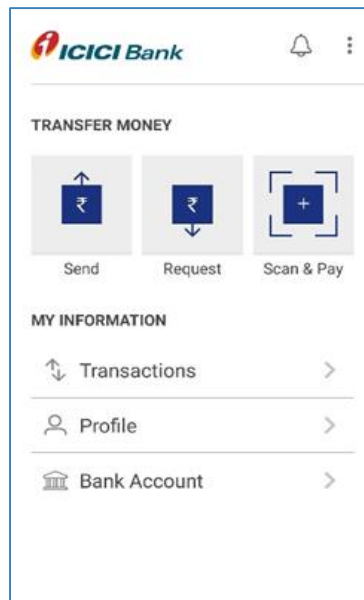 ICICI Bank
TRANSFER MONEY
₹ ₹ +
Send Request Scan & Pay
MY INFORMATION
Transactions
Profile
Bank Account